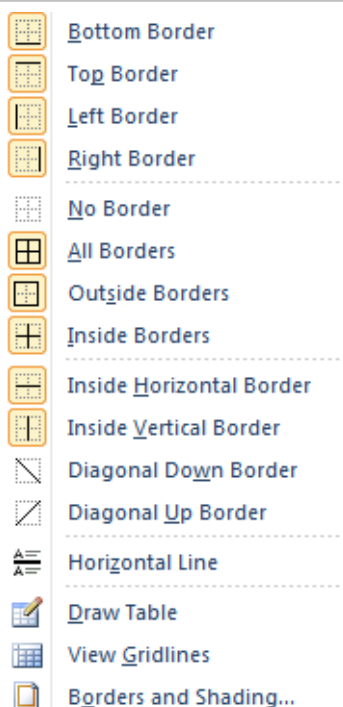 Bottom Border
Top Border
Left Border
Right Border
No Border
All Borders
Outside Borders
Inside Borders
Inside Horizontal Border
Inside Vertical Border
Diagonal Down Border
Diagonal Up Border
Horizontal Line
Draw Table
View Gridlines
Borders and Shading...